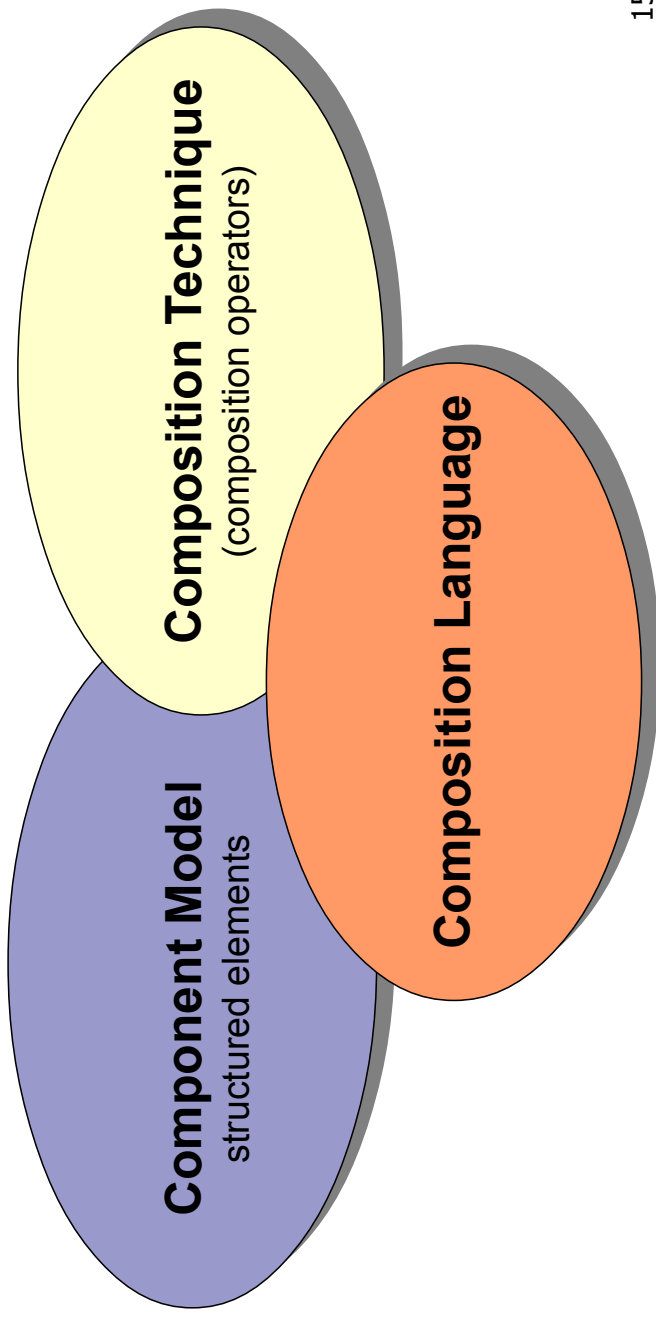 Component Model
structured elements
Composition Technique
(composition operators)
Composition Language